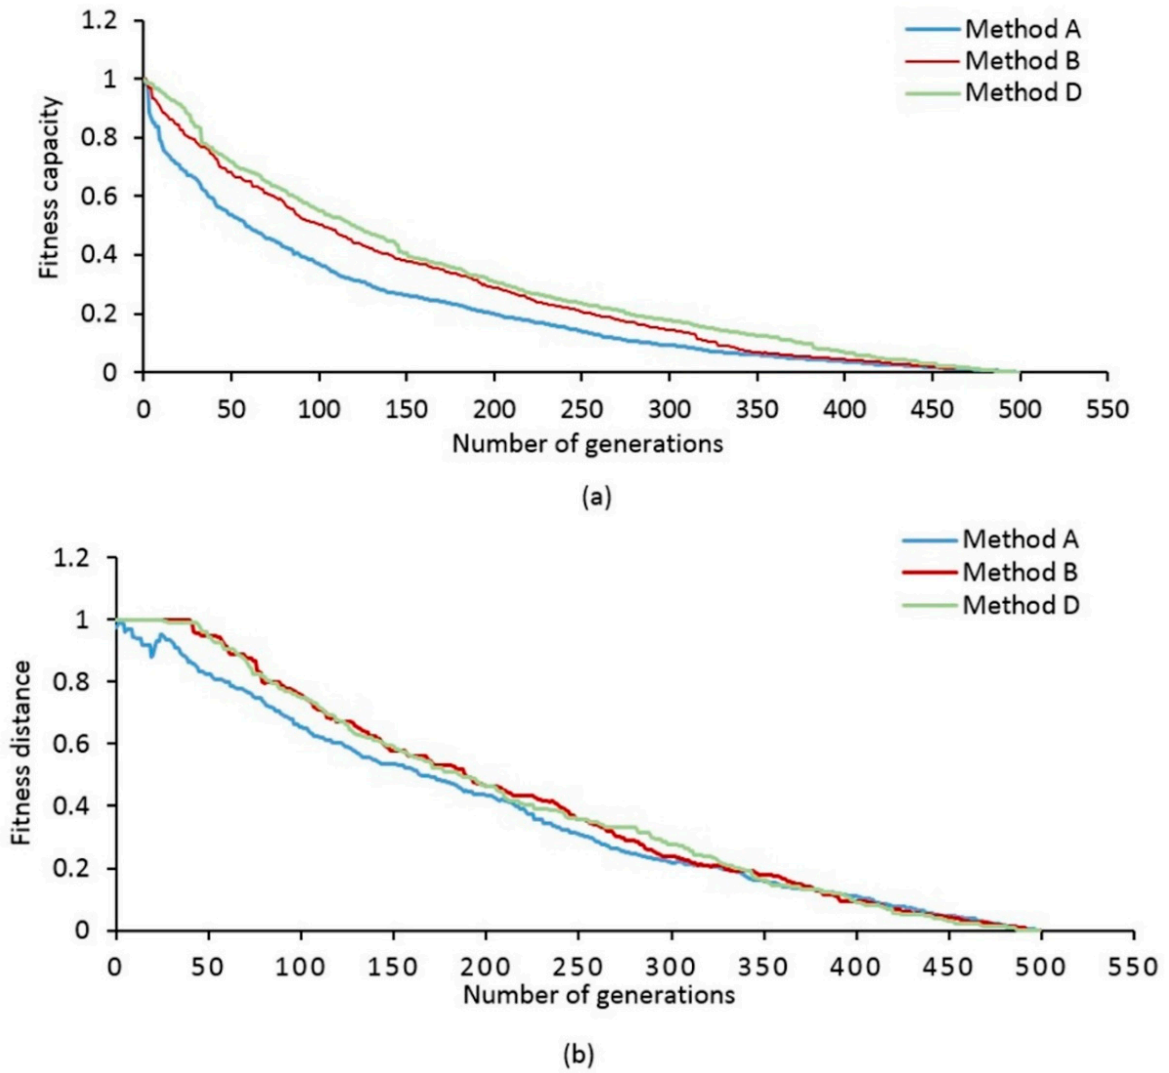 1.2
1
0.8
0.6
0.4
0.2
0
Fitness capacity
Method A
Method B
Method D
0 50 100 150 200 250 300 350 400 450 500 550
Number of generations
(a)
1.2
1
0.8
0.6
0.4
0.2
0
Fitness distance
Method A
Method B
Method D
0 50 100 150 200 250 300 350 400 450 500 550
Number of generations
(b)